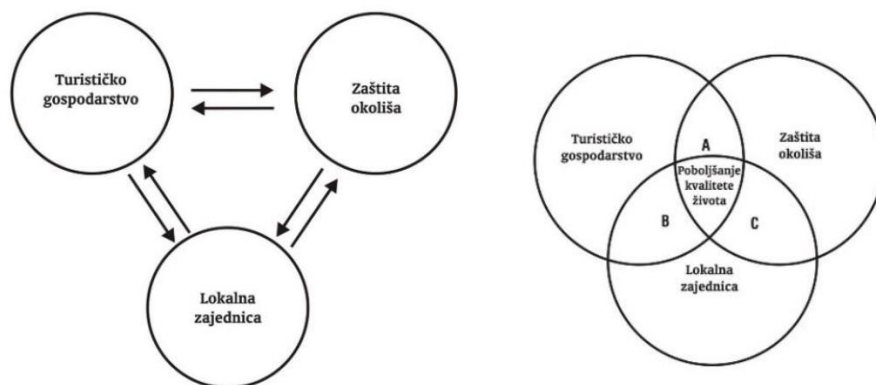 Turističko
gospodarstvo
Zaštita
okoliša
Lokalna
zajednica
Turističko
gospodarstvo
A
Zaštita
okoliša
Poboljšanje
kvalitete
života
B
C
Lokalna
zajednica